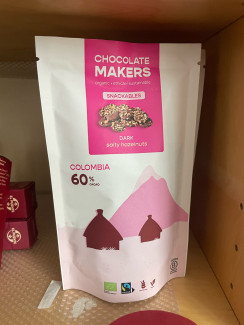 CHOCOLATE
MAKERS
SNACKABLES
DARK
salty hazelnuts
COLOMBIA
60%
CACAO